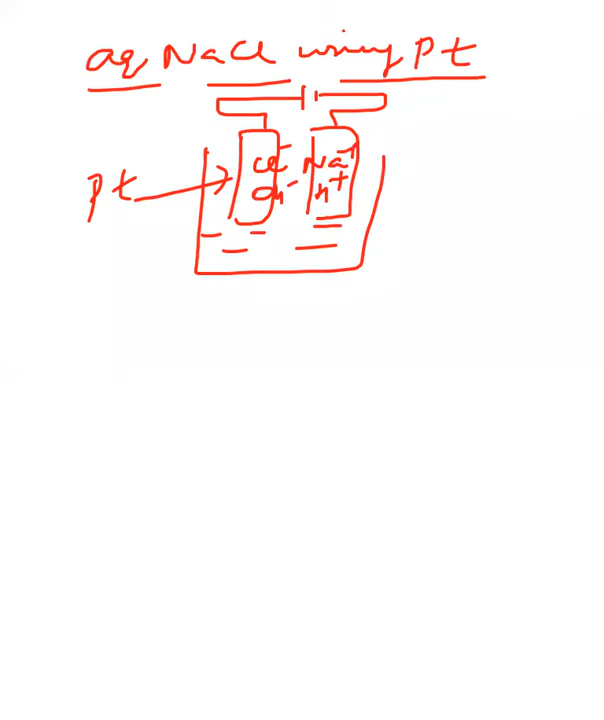 aq NaCl using Pt
Cl⁻ Na⁺
Pt OH⁻ H⁺